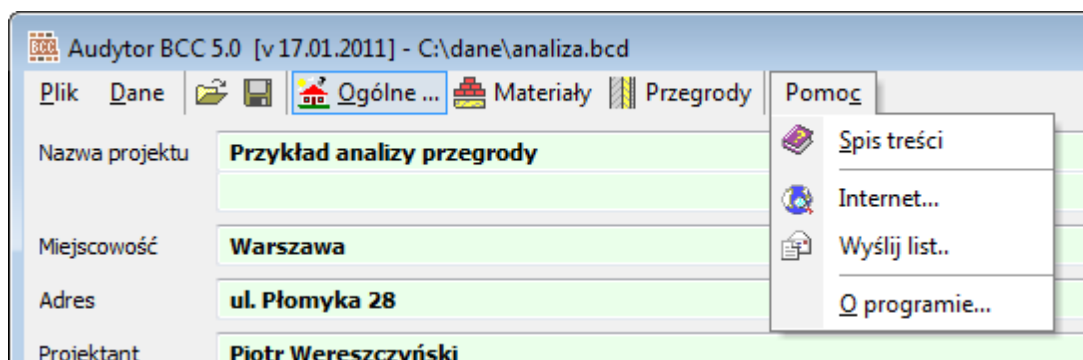 Audytor BCC 5.0 [v 17.01.2011] - C:\dane\analiza.bcd
Plik Dane Ogólne ... Materiały Przegrody Pomoc
Spis treści
Internet...
Wyślij list..
O programie...
Nazwa projektu Przykład analizy przegrody
Miejscowość Warszawa
Adres ul. Płomyka 28
Projektant Piotr Wereszczyński